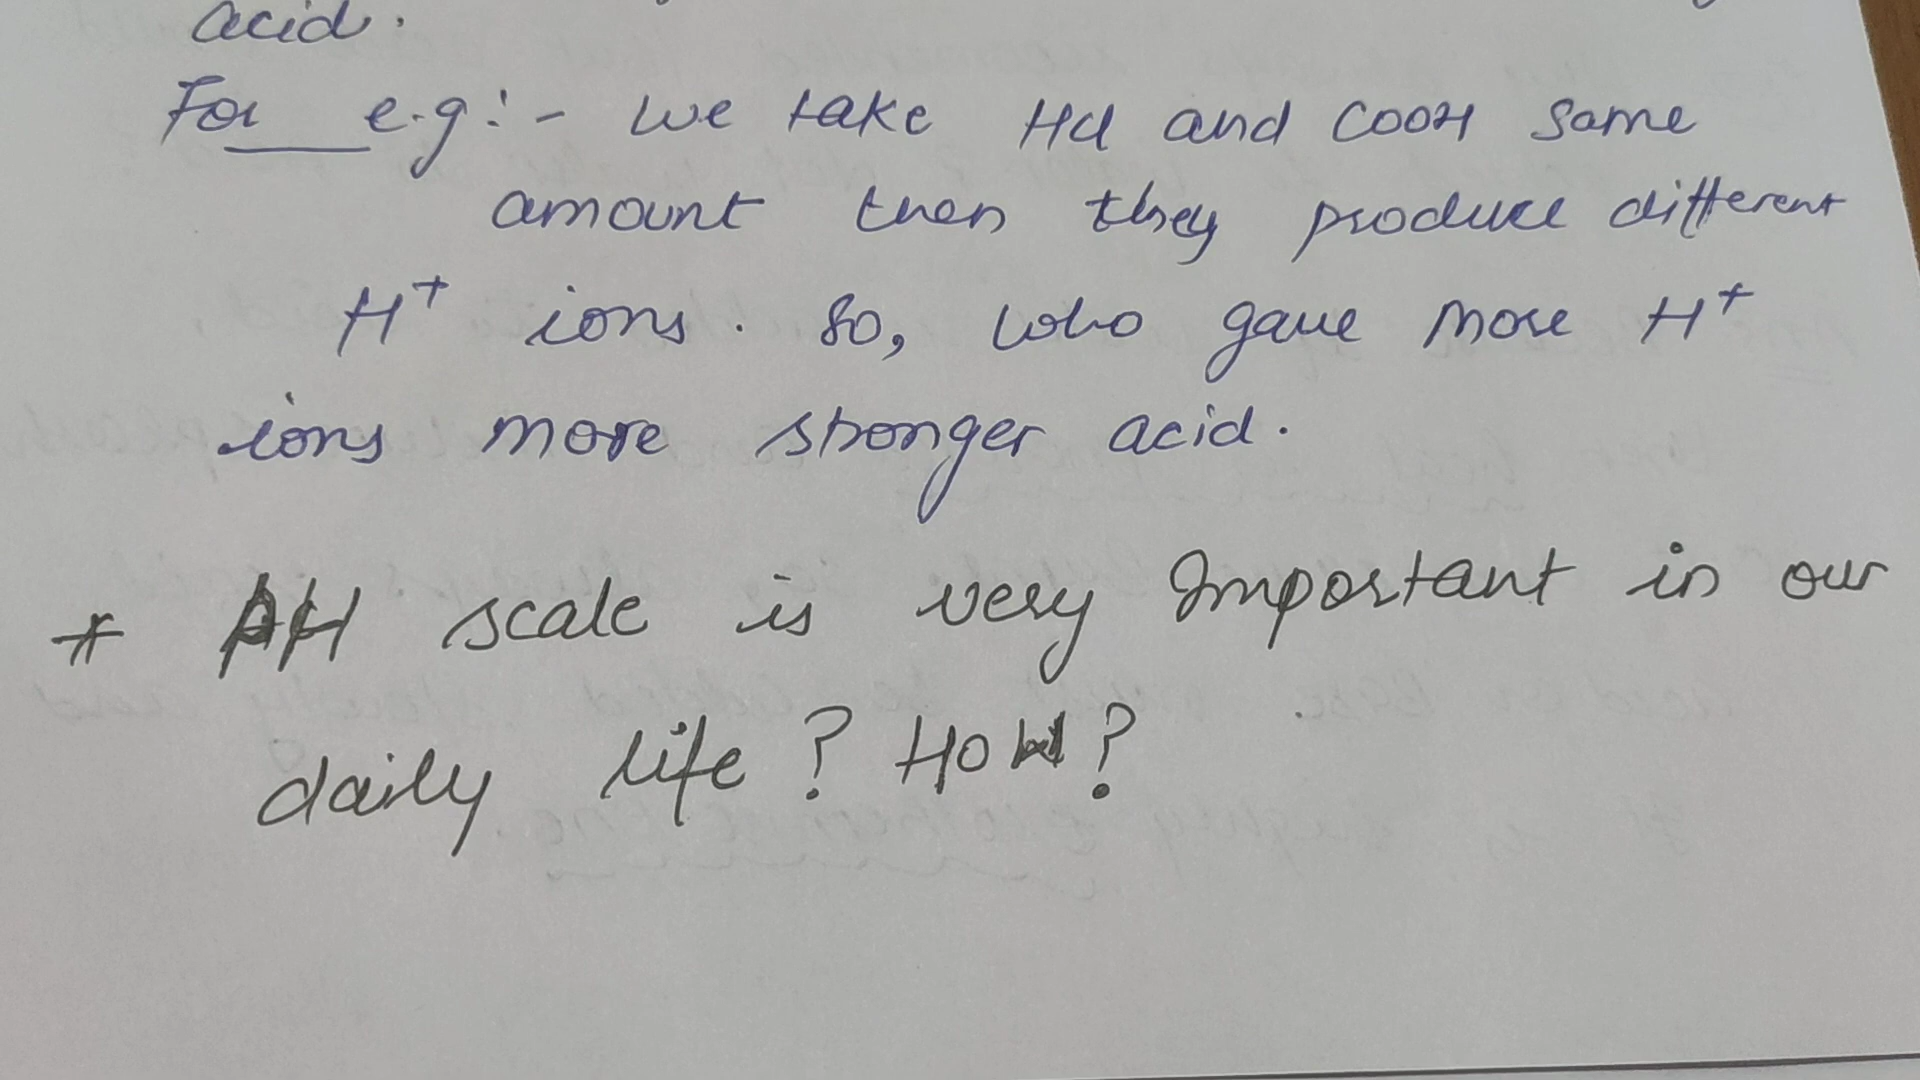 acid.
For e.g:- we take HCl and COOH same
amount then they produce different
H+ ions. So, who gave more H+
ions more stronger acid.
* pH scale is very Important in our
daily life? How?